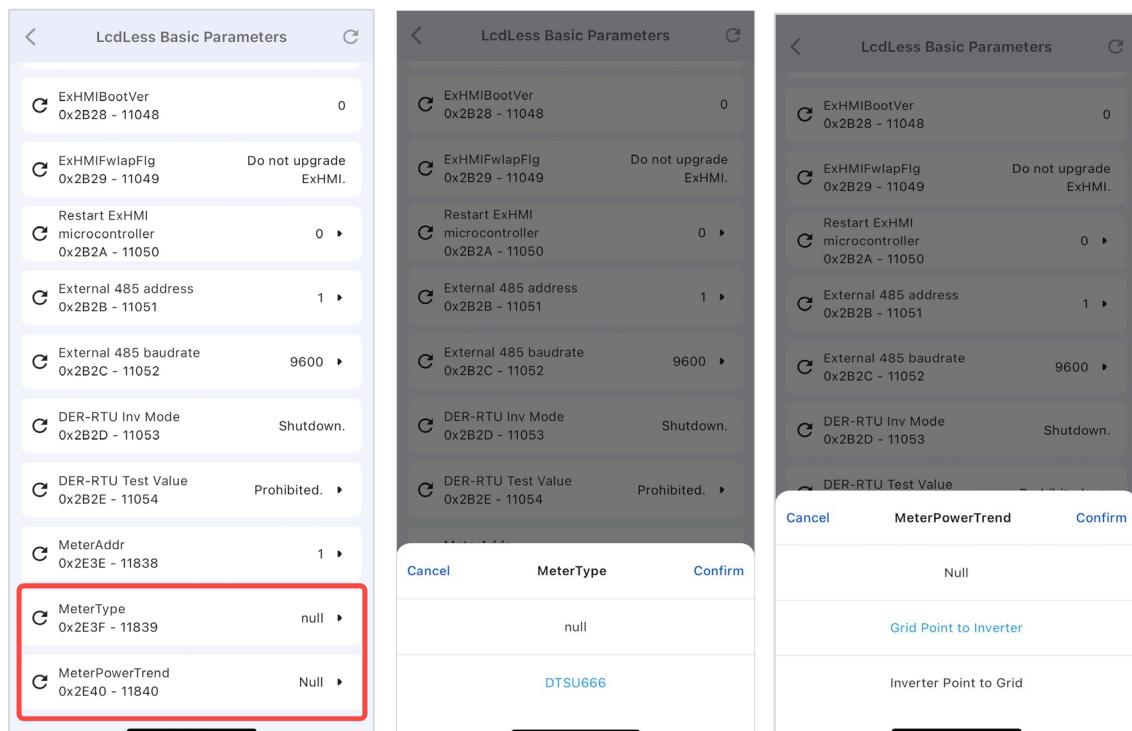 LcdLess Basic Parameters
ExHMIBootVer
0x2B28 - 11048
0
ExHMIFwIapFlg
0x2B29 - 11049
Do not upgrade
ExHMI.
Restart ExHMI
microcontroller
0x2B2A - 11050
0
External 485 address
0x2B2B - 11051
1
External 485 baudrate
0x2B2C - 11052
9600
DER-RTU Inv Mode
0x2B2D - 11053
Shutdown.
DER-RTU Test Value
0x2B2E - 11054
Prohibited.
MeterAddr
0x2E3E - 11838
1
MeterType
0x2E3F - 11839
null
MeterPowerTrend
0x2E40 - 11840
Null
LcdLess Basic Parameters
ExHMIBootVer
0x2B28 - 11048
0
ExHMIFwIapFlg
0x2B29 - 11049
Do not upgrade
ExHMI.
Restart ExHMI
microcontroller
0x2B2A - 11050
0
External 485 address
0x2B2B - 11051
1
External 485 baudrate
0x2B2C - 11052
9600
DER-RTU Inv Mode
0x2B2D - 11053
Shutdown.
DER-RTU Test Value
0x2B2E - 11054
Prohibited.
Cancel
MeterType
Confirm
null
DTSU666
LcdLess Basic Parameters
ExHMIBootVer
0x2B28 - 11048
0
ExHMIFwIapFlg
0x2B29 - 11049
Do not upgrade
ExHMI.
Restart ExHMI
microcontroller
0x2B2A - 11050
0
External 485 address
0x2B2B - 11051
1
External 485 baudrate
0x2B2C - 11052
9600
DER-RTU Inv Mode
0x2B2D - 11053
Shutdown.
DER-RTU Test Value
Cancel
MeterPowerTrend
Confirm
Null
Grid Point to Inverter
Inverter Point to Grid